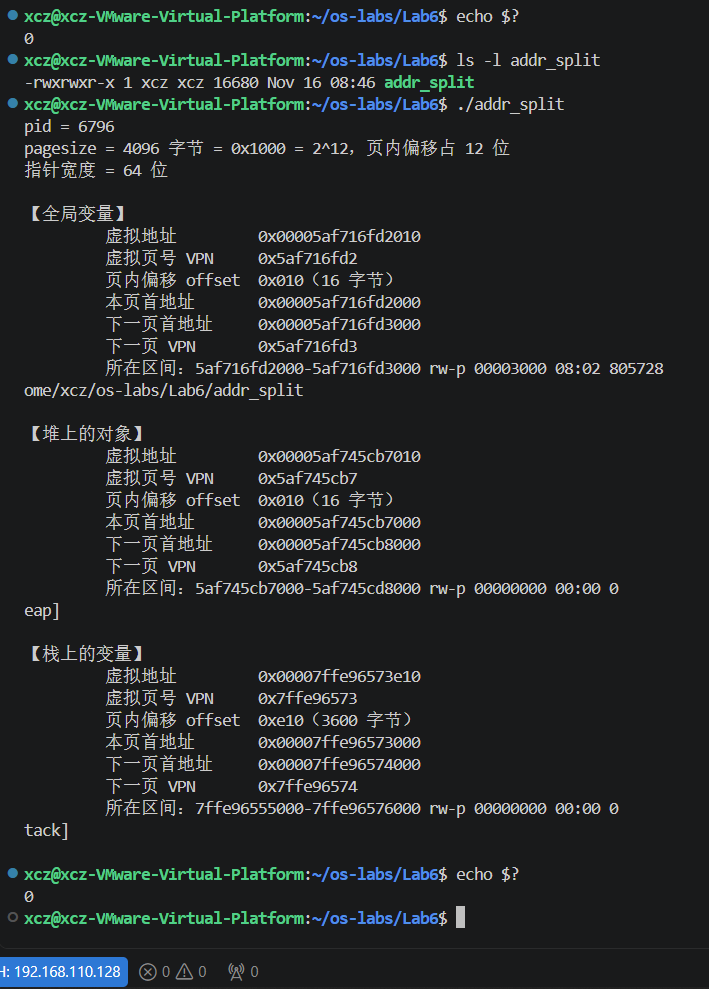 xcz@xcz-VMware-Virtual-Platform:~/os-labs/Lab6$ echo $?
0
xcz@xcz-VMware-Virtual-Platform:~/os-labs/Lab6$ ls -l addr_split
-rwxrwxr-x 1 xcz xcz 16680 Nov 16 08:46 addr_split
xcz@xcz-VMware-Virtual-Platform:~/os-labs/Lab6$ ./addr_split
pid = 6796
pagesize = 4096 字节 = 0x1000 = 2^12，页内偏移占 12 位
指针宽度 = 64 位
【全局变量】
虚拟地址 0x00005af716fd2010
虚拟页号 VPN 0x5af716fd2
页内偏移 offset 0x010（16 字节）
本页首地址 0x00005af716fd2000
下一页首地址 0x00005af716fd3000
下一页 VPN 0x5af716fd3
所在区间：5af716fd2000-5af716fd3000 rw-p 00003000 08:02 805728
ome/xcz/os-labs/Lab6/addr_split
【堆上的对象】
虚拟地址 0x00005af745cb7010
虚拟页号 VPN 0x5af745cb7
页内偏移 offset 0x010（16 字节）
本页首地址 0x00005af745cb7000
下一页首地址 0x00005af745cb8000
下一页 VPN 0x5af745cb8
所在区间：5af745cb7000-5af745cd8000 rw-p 00000000 00:00 0
eap]
【栈上的变量】
虚拟地址 0x00007ffe96573e10
虚拟页号 VPN 0x7ffe96573
页内偏移 offset 0xe10（3600 字节）
本页首地址 0x00007ffe96573000
下一页首地址 0x00007ffe96574000
下一页 VPN 0x7ffe96574
所在区间：7ffe96555000-7ffe96576000 rw-p 00000000 00:00 0
tack]
xcz@xcz-VMware-Virtual-Platform:~/os-labs/Lab6$ echo $?
0
xcz@xcz-VMware-Virtual-Platform:~/os-labs/Lab6$
H: 192.168.110.128 0 0 0